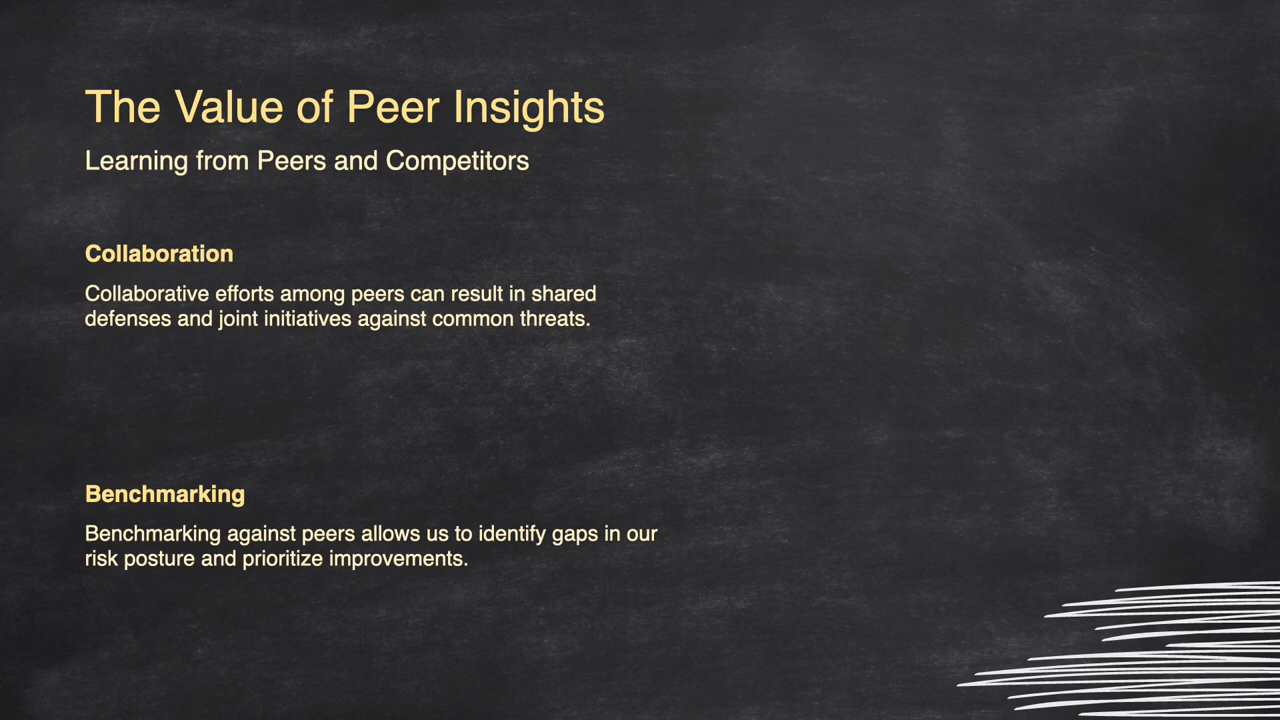 The Value of Peer Insights
Learning from Peers and Competitors
Collaboration
Collaborative efforts among peers can result in shared
defenses and joint initiatives against common threats.
Benchmarking
Benchmarking against peers allows us to identify gaps in our
risk posture and prioritize improvements.